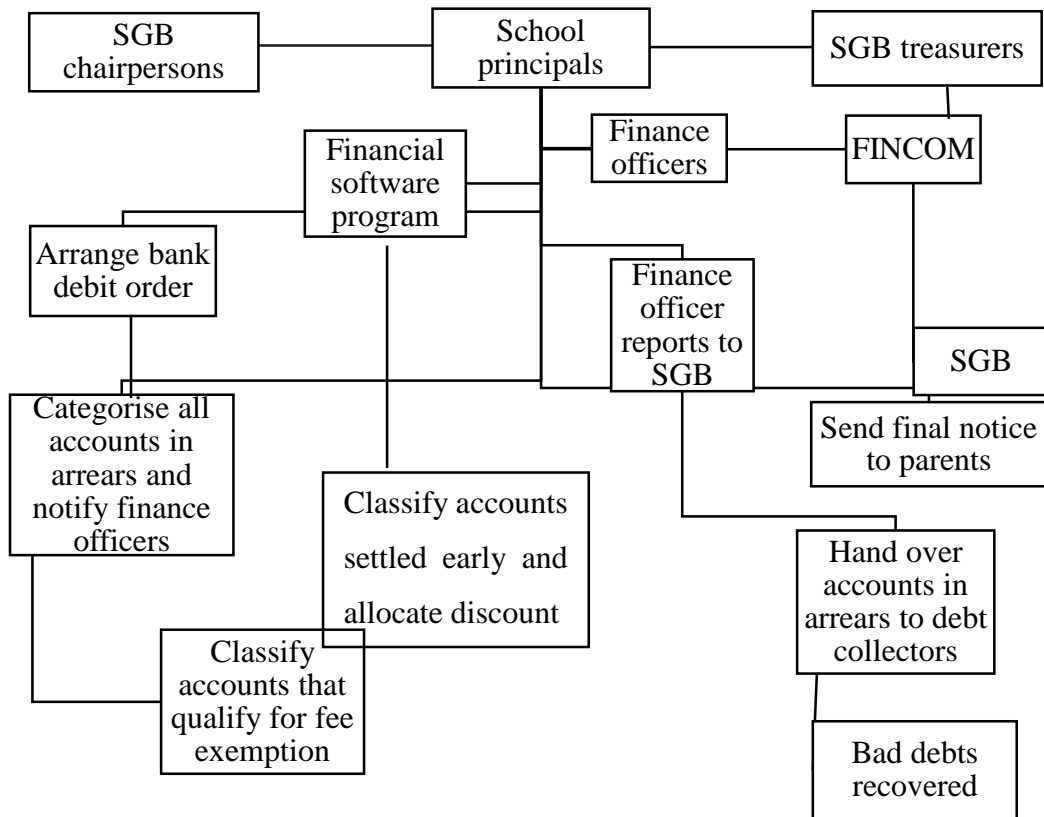 SGB
chairpersons
School
principals
SGB treasurers
Finance
officers
FINCOM
Financial
software
program
Arrange bank
debit order
Finance
officer
reports to
SGB
SGB
Categorise all
accounts in
arrears and
notify finance
officers
Send final notice
to parents
Classify accounts
settled early and
allocate discount
Hand over
accounts in
arrears to debt
collectors
Classify
accounts that
qualify for fee
exemption
Bad debts
recovered